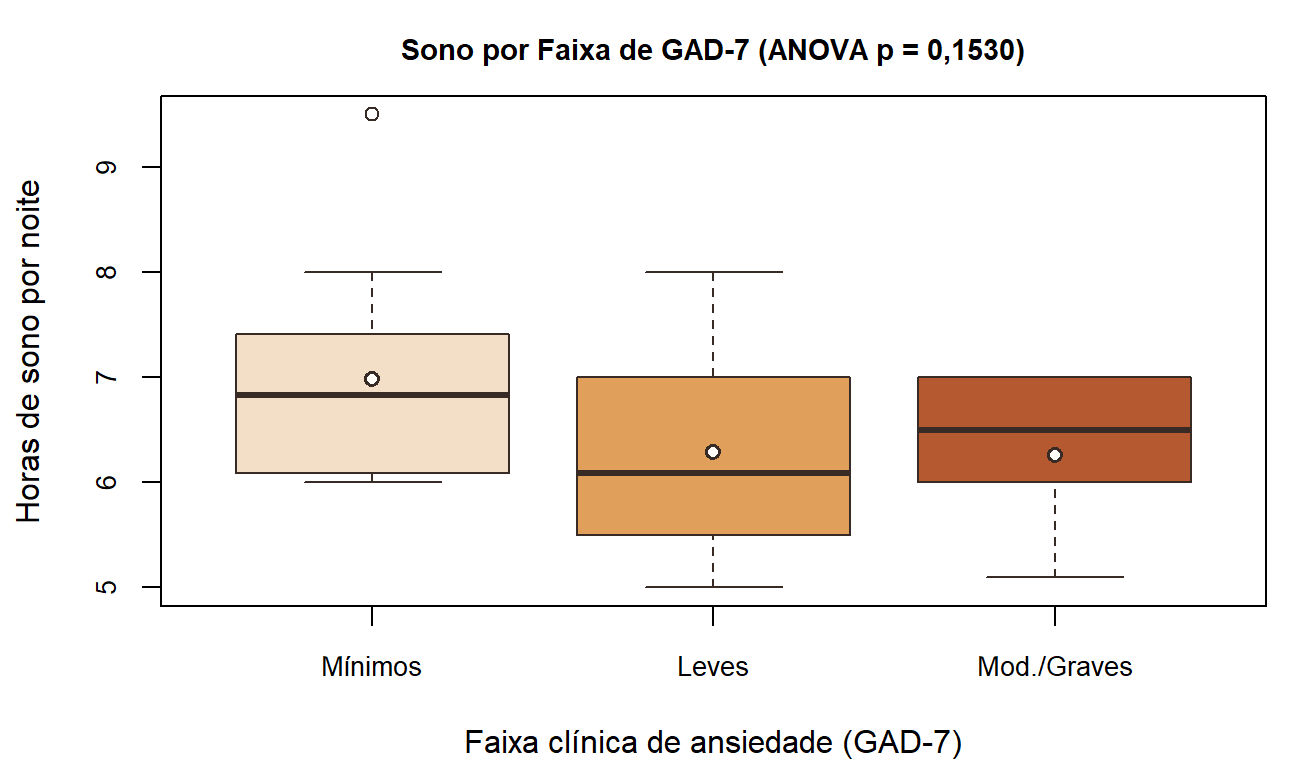 Sono por Faixa de GAD-7 (ANOVA p = 0,1530)
Horas de sono por noite
9
8
7
6
5
Mínimos Leves Mod./Graves
Faixa clínica de ansiedade (GAD-7)